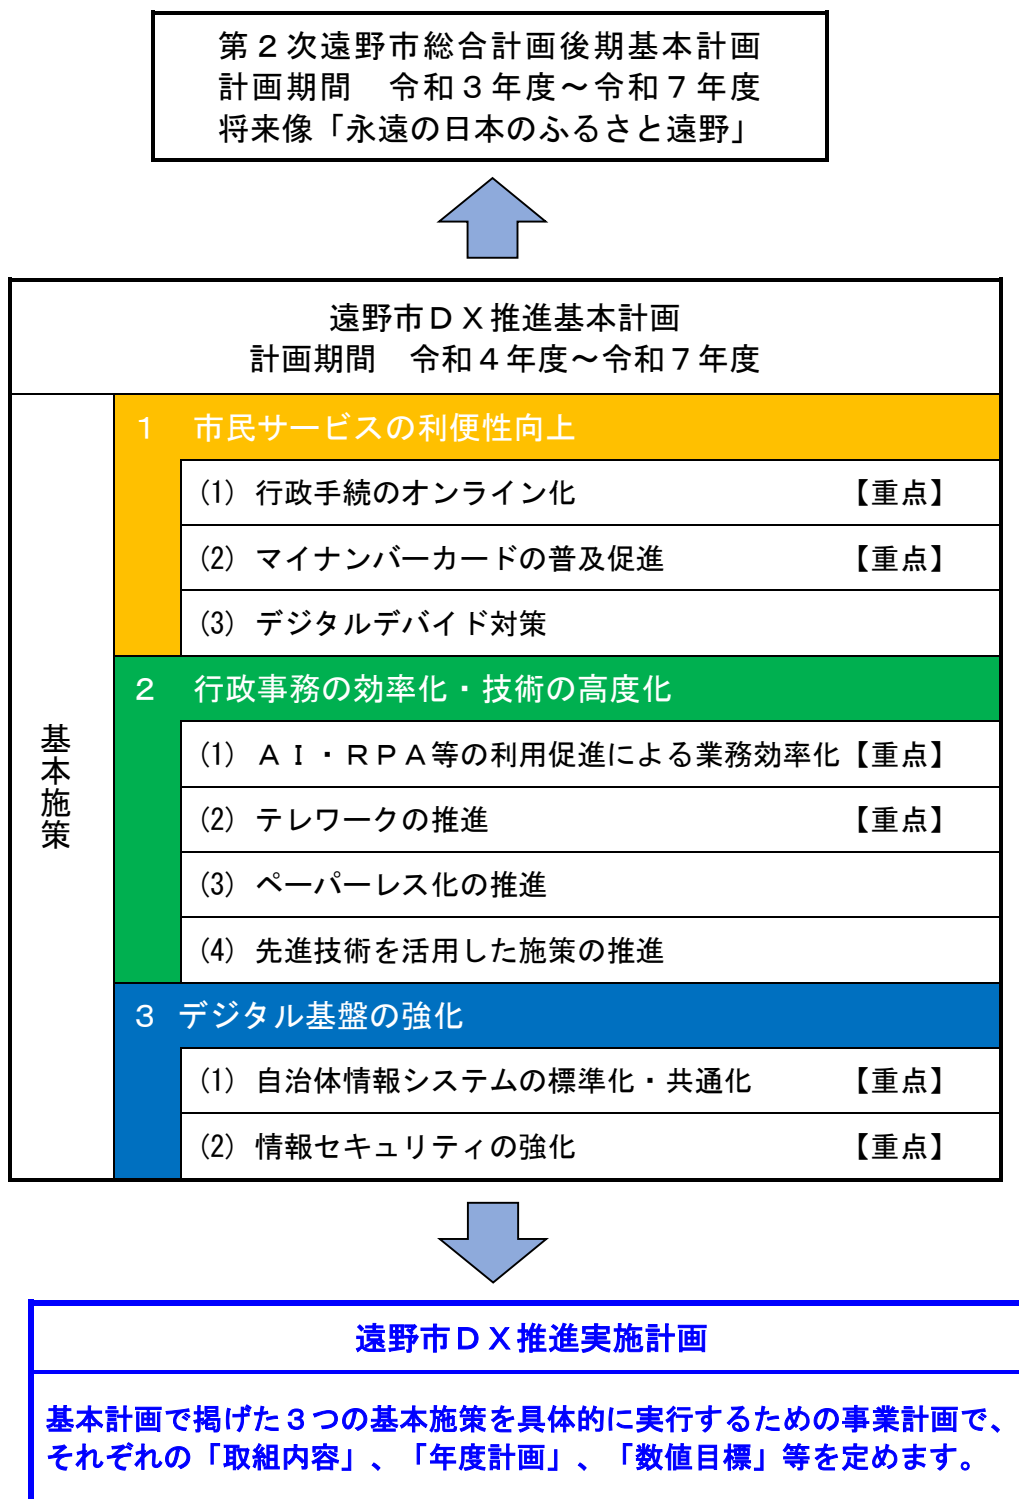 第２次遠野市総合計画後期基本計画
計画期間　令和３年度～令和７年度
将来像「永遠の日本のふるさと遠野」
遠野市ＤＸ推進基本計画
計画期間　令和４年度～令和７年度
基本施策
１　市民サービスの利便性向上
(1) 行政手続のオンライン化　【重点】
(2) マイナンバーカードの普及促進　【重点】
(3) デジタルデバイド対策
２　行政事務の効率化・技術の高度化
(1) ＡＩ・ＲＰＡ等の利用促進による業務効率化【重点】
(2) テレワークの推進　【重点】
(3) ペーパーレス化の推進
(4) 先進技術を活用した施策の推進
３ デジタル基盤の強化
(1) 自治体情報システムの標準化・共通化　【重点】
(2) 情報セキュリティの強化　【重点】
遠野市ＤＸ推進実施計画
基本計画で掲げた３つの基本施策を具体的に実行するための事業計画で、
それぞれの「取組内容」、「年度計画」、「数値目標」等を定めます。